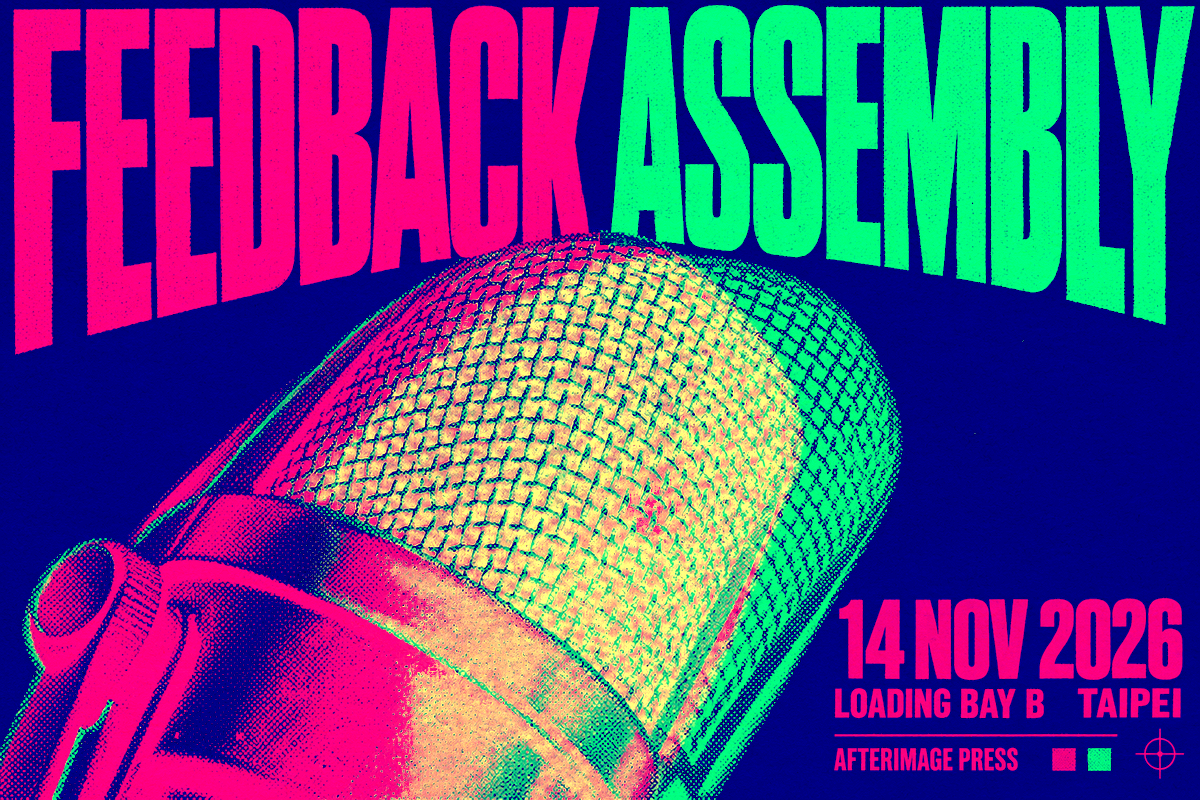 FEEDBACK ASSEMBLY
14 NOV 2026
LOADING BAY B TAIPEI
AFTERIMAGE PRESS